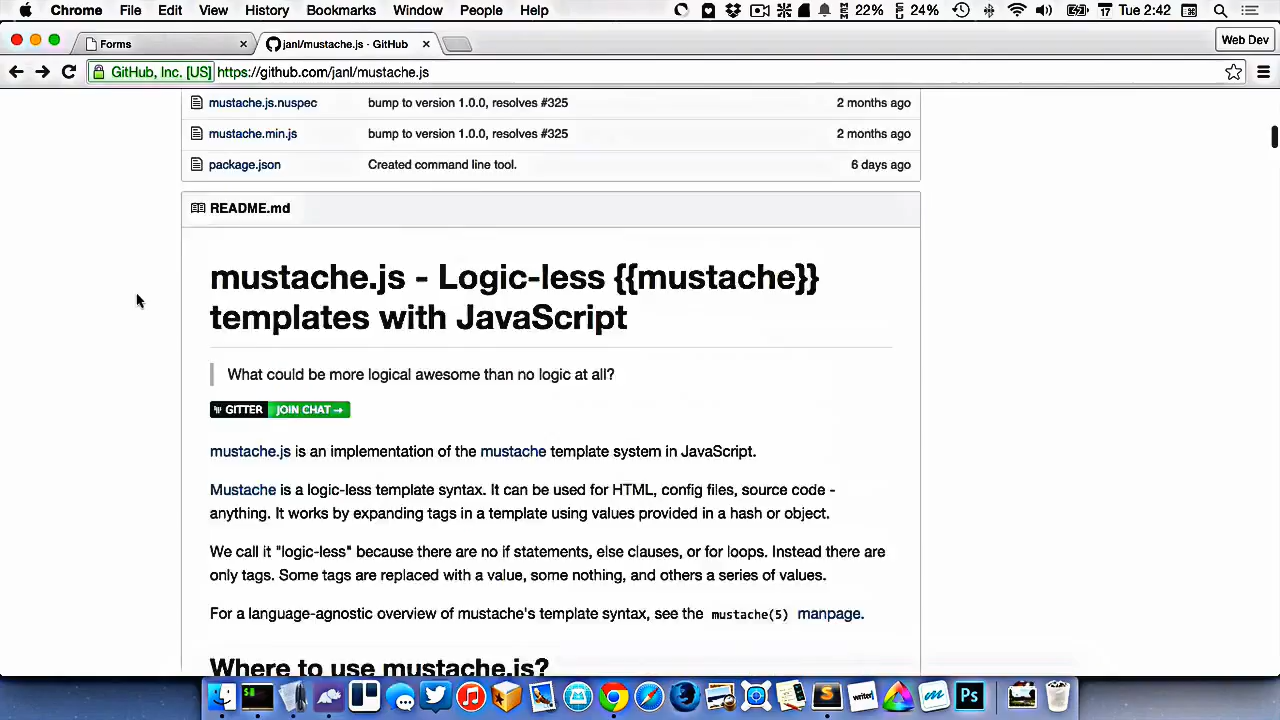 Chrome File Edit View History Bookmarks Window People Help 22% 24% 17 Tue 2:42
Forms janl/mustache.js - GitHub Web Dev
GitHub, Inc. [US] https://github.com/janl/mustache.js
mustache.js.nuspec bump to version 1.0.0, resolves #325 2 months ago
mustache.min.js bump to version 1.0.0, resolves #325 2 months ago
package.json Created command line tool. 6 days ago
README.md
mustache.js - Logic-less {{mustache}}
templates with JavaScript
What could be more logical awesome than no logic at all?
GITTER JOIN CHAT →
mustache.js is an implementation of the mustache template system in JavaScript.
Mustache is a logic-less template syntax. It can be used for HTML, config files, source code -
anything. It works by expanding tags in a template using values provided in a hash or object.
We call it "logic-less" because there are no if statements, else clauses, or for loops. Instead there are
only tags. Some tags are replaced with a value, some nothing, and others a series of values.
For a language-agnostic overview of mustache's template syntax, see the mustache(5) manpage.
Where to use mustache.js?
writer Ps